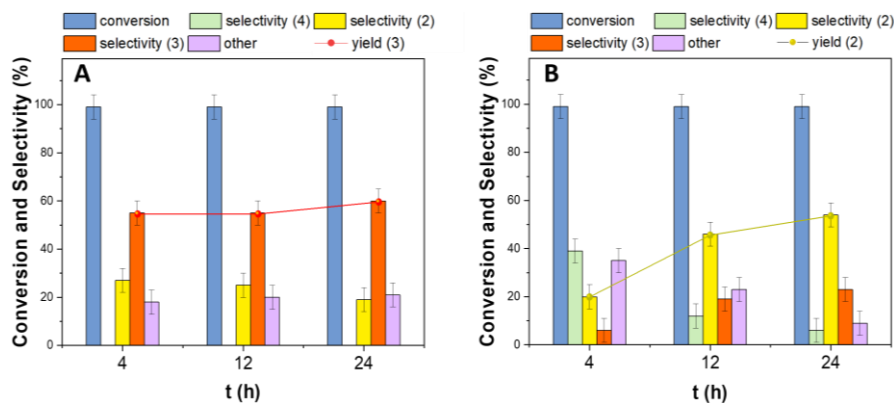 conversion selectivity (4) selectivity (2)
selectivity (3) other yield (3)
A
Conversion and Selectivity (%)
100
80
60
40
20
0
4 12 24
t (h)
conversion selectivity (4) selectivity (2)
selectivity (3) other yield (2)
B
Conversion and Selectivity (%)
100
80
60
40
20
0
4 12 24
t (h)